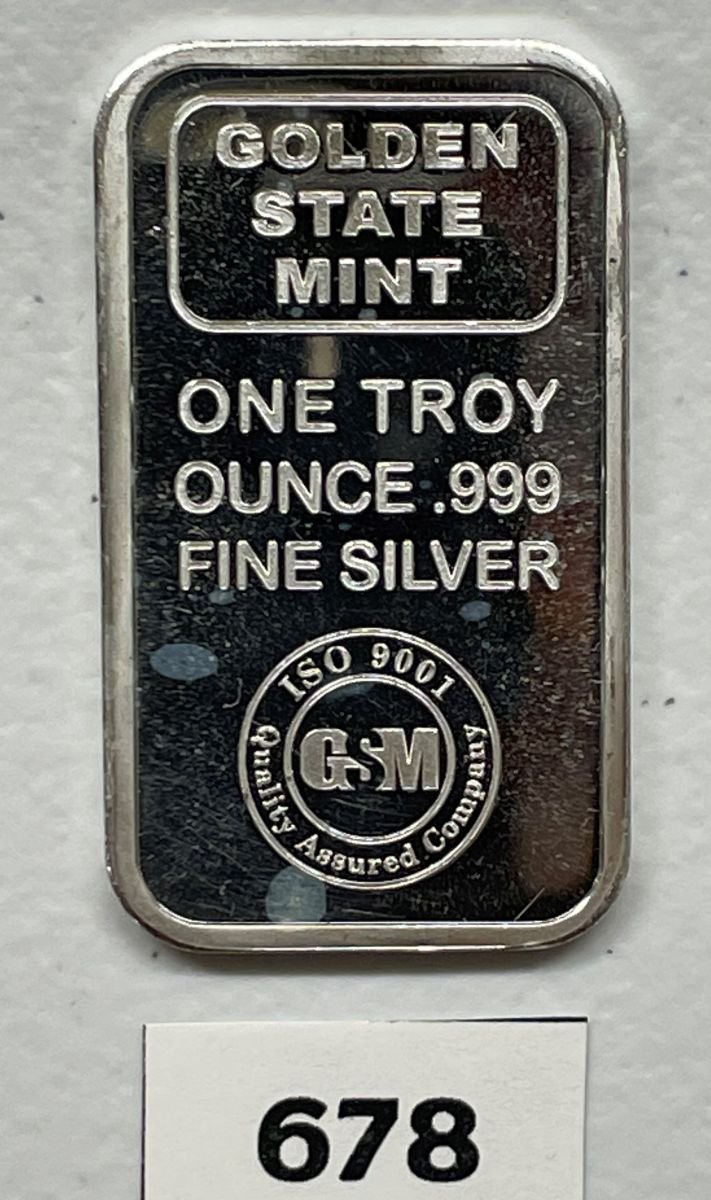 GOLDEN
STATE
MINT
ONE TROY
OUNCE .999
FINE SILVER
ISO 9001
GSM
Quality Assured Company
678